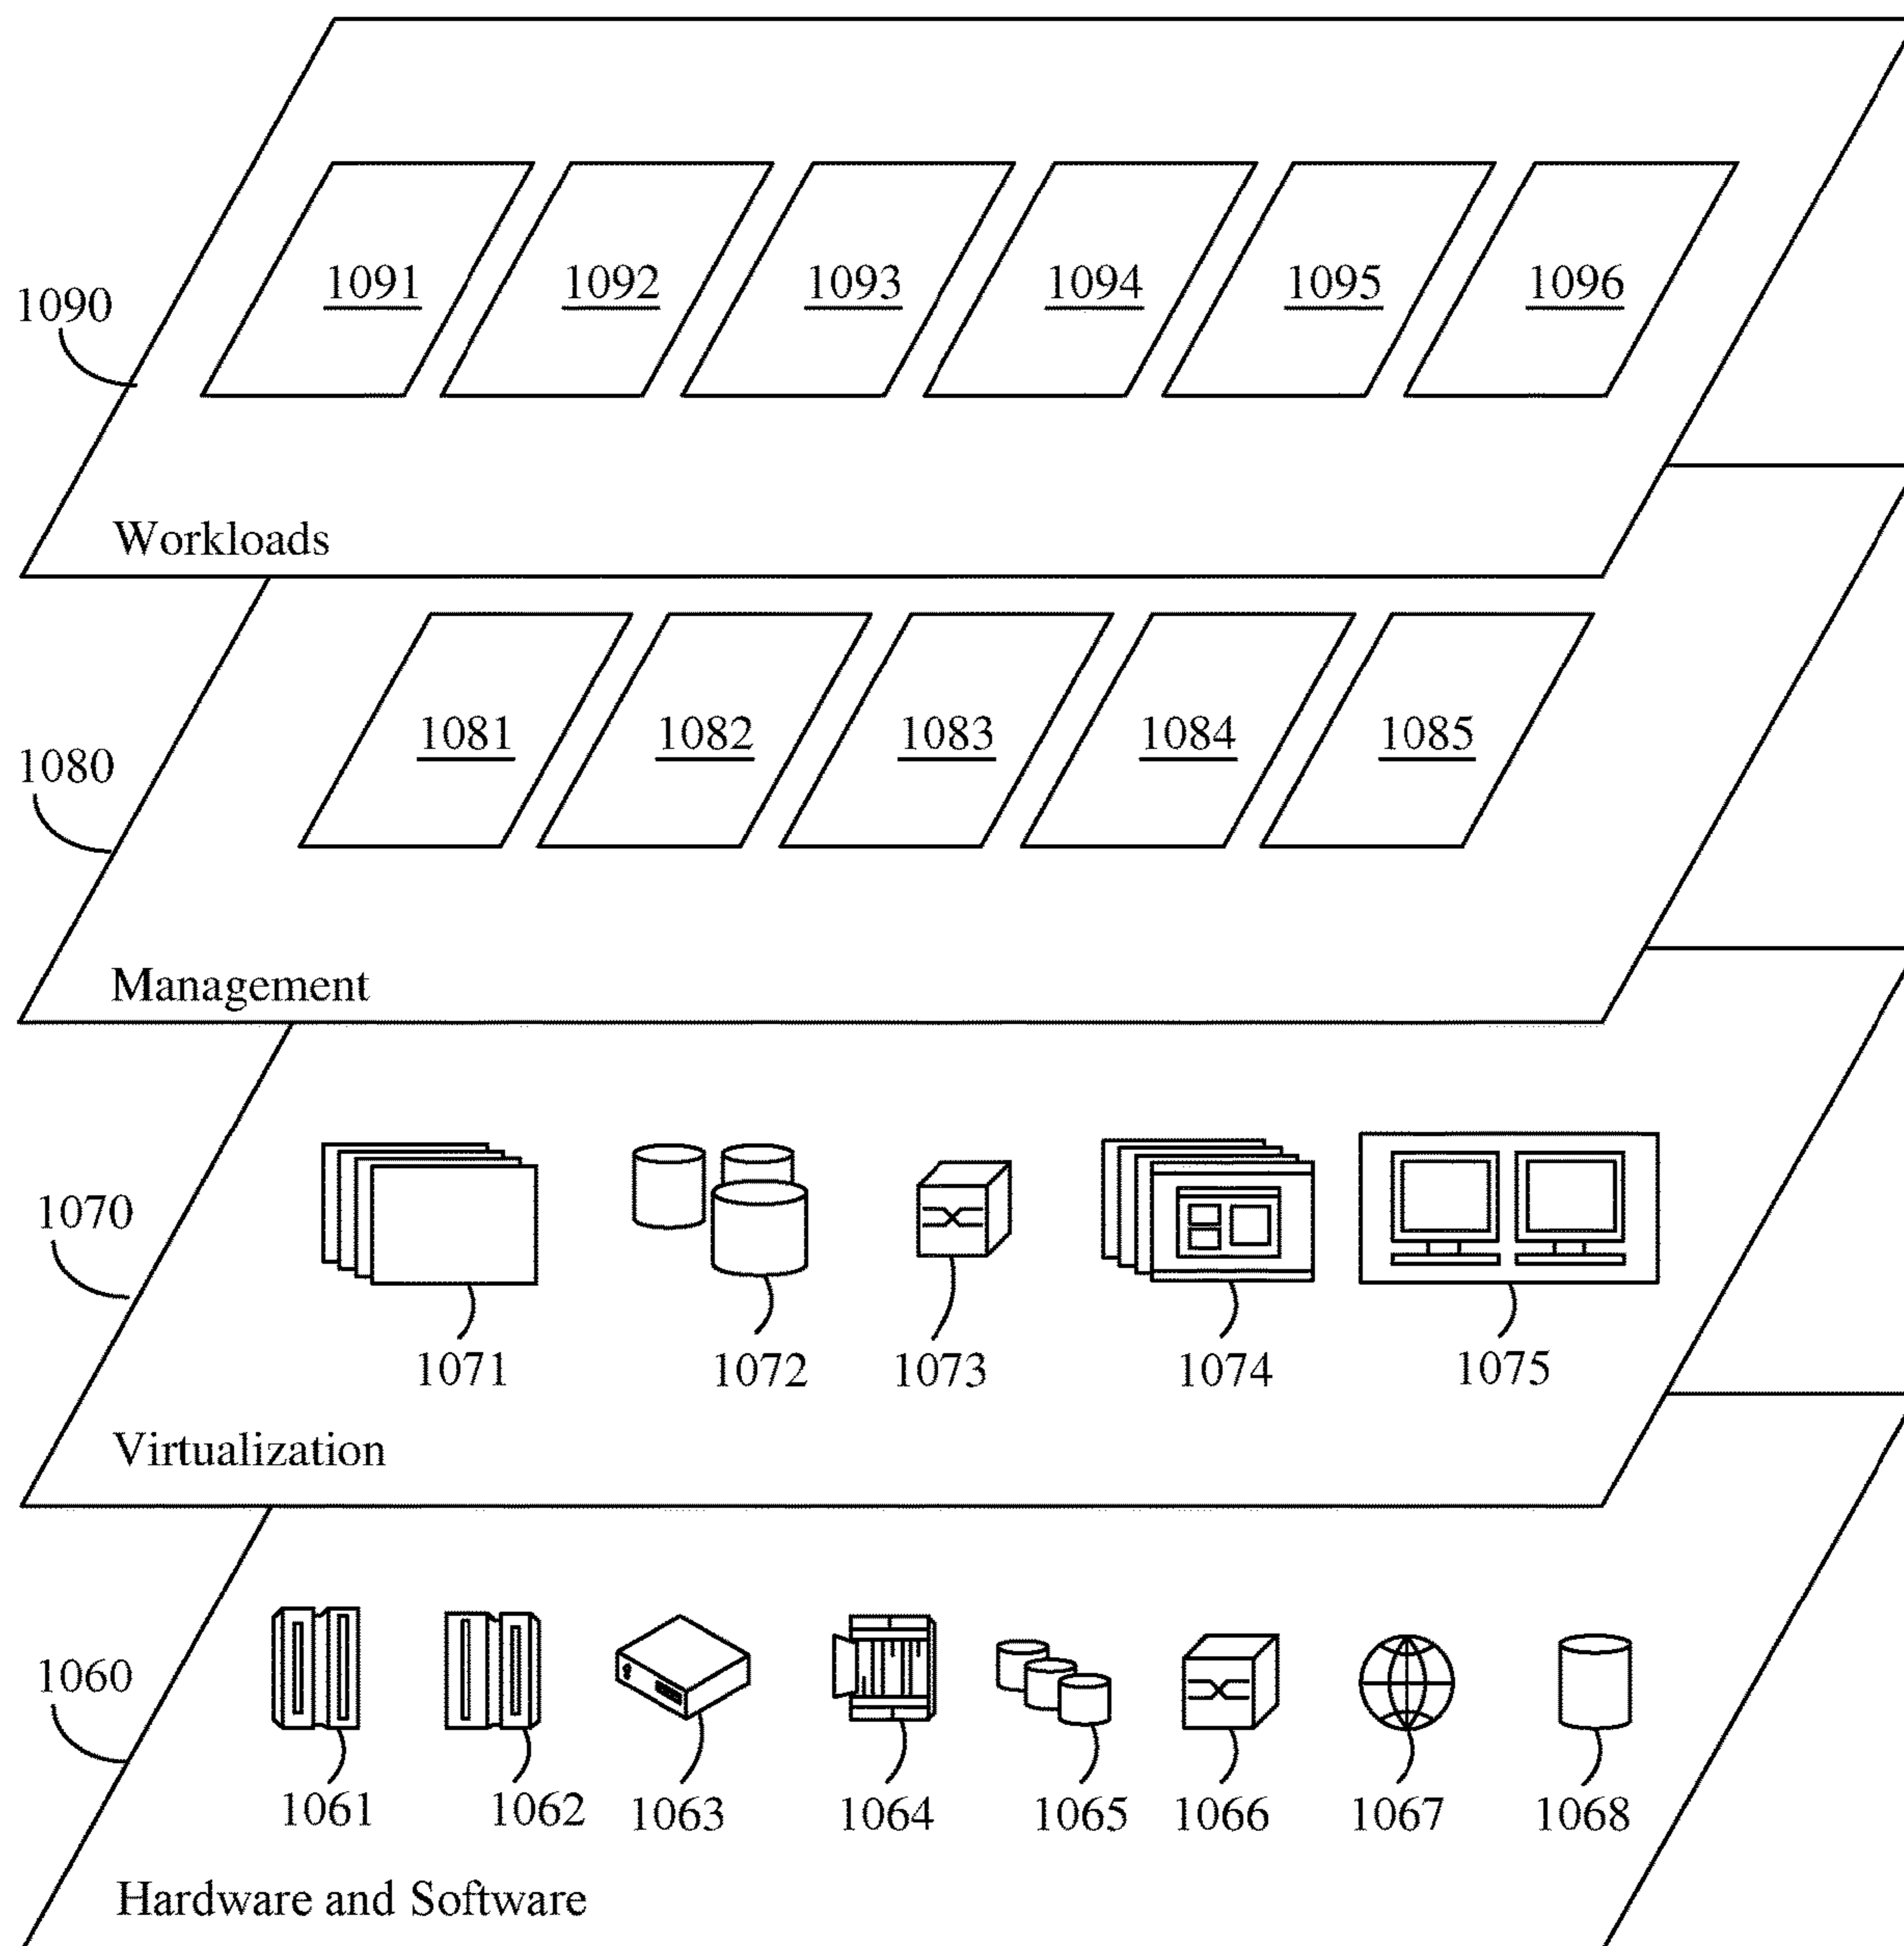 1091 1092 1093 1094 1095 1096
1090
Workloads
1081 1082 1083 1084 1085
1080
Management
1070
1071 1072 1073 1074 1075
Virtualization
1060
1061 1062 1063 1064 1065 1066 1067 1068
Hardware and Software